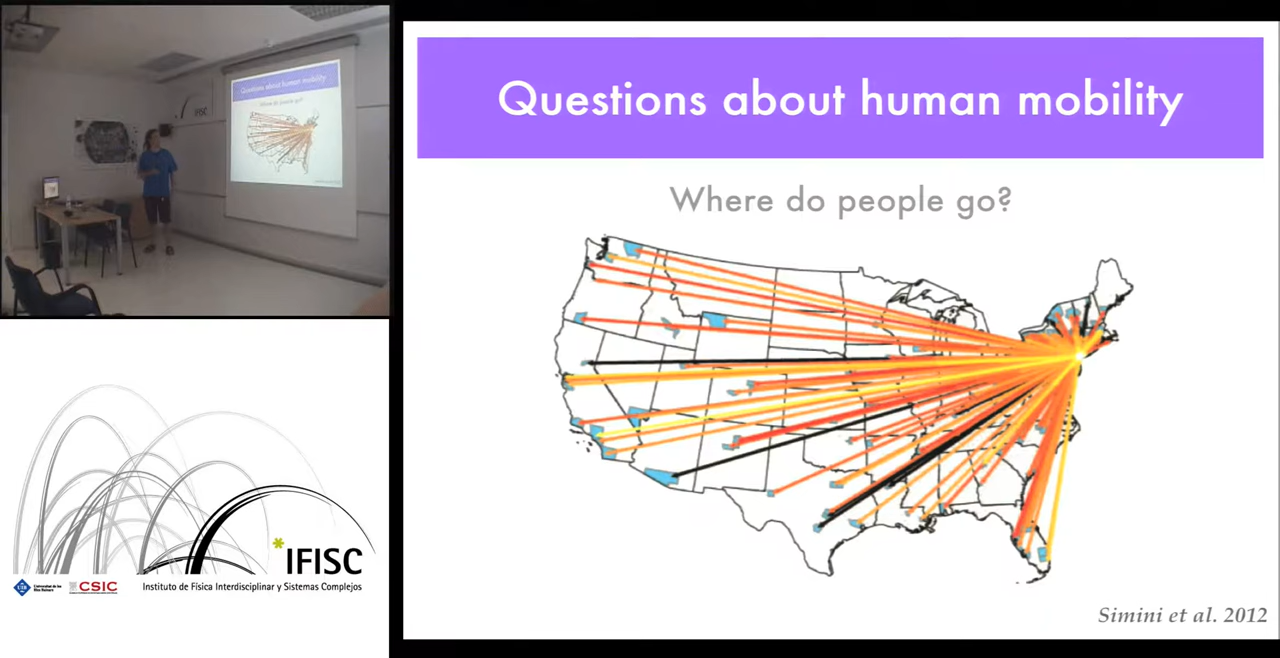 Questions about human mobility
Where do people go?
Simini et al. 2012
IFISC
Instituto de Física Interdisciplinar y Sistemas Complejos
CSIC
UIB